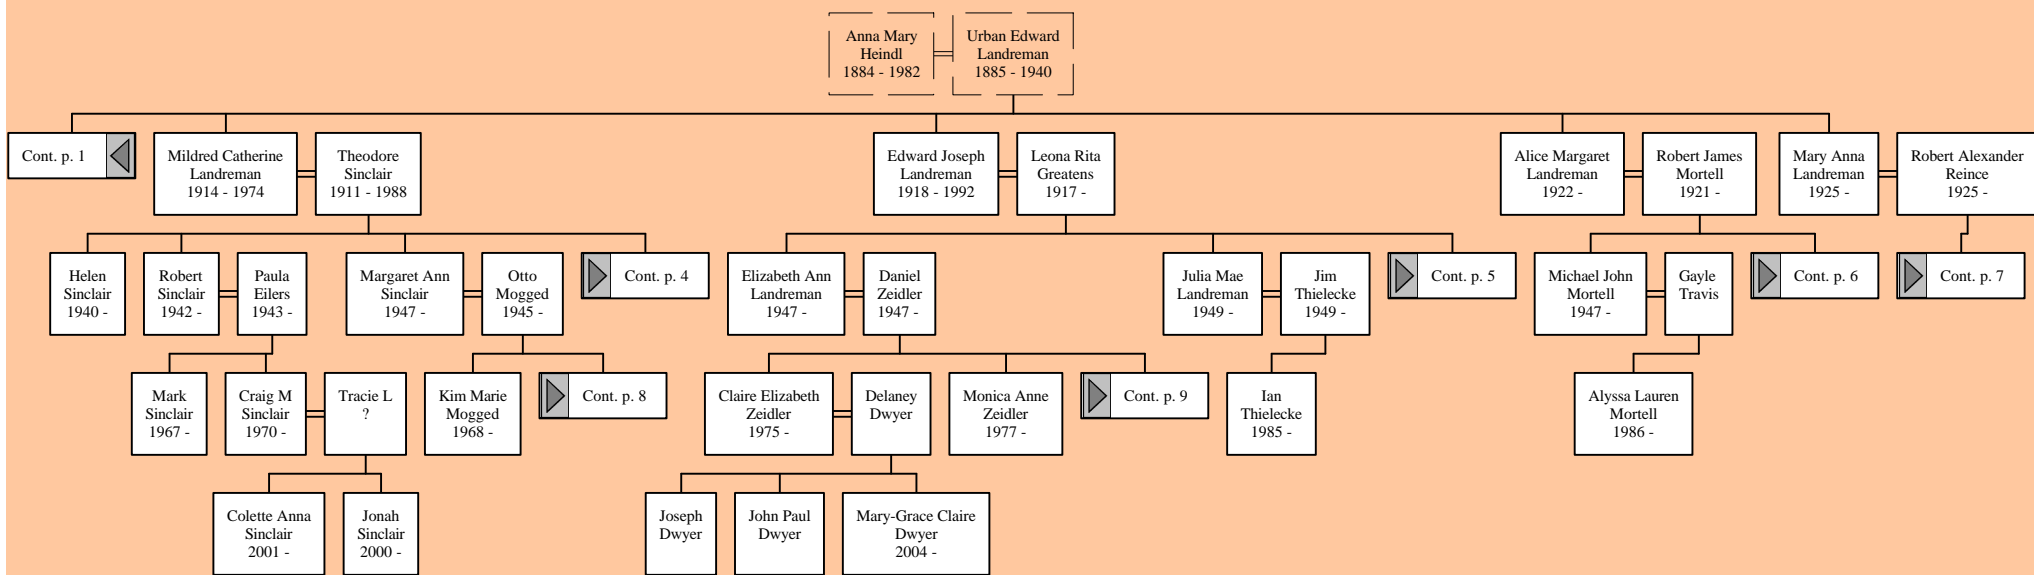 Anna Mary
Heindl
1884 - 1982
Urban Edward
Landreman
1885 - 1940
Cont. p. 1
Mildred Catherine
Landreman
1914 - 1974
Theodore
Sinclair
1911 - 1988
Edward Joseph
Landreman
1918 - 1992
Leona Rita
Greatens
1917 -
Alice Margaret
Landreman
1922 -
Robert James
Mortell
1921 -
Mary Anna
Landreman
1925 -
Robert Alexander
Reince
1925 -
Helen
Sinclair
1940 -
Robert
Sinclair
1942 -
Paula
Eilers
1943 -
Margaret Ann
Sinclair
1947 -
Otto
Mogged
1945 -
Cont. p. 4
Elizabeth Ann
Landreman
1947 -
Daniel
Zeidler
1947 -
Julia Mae
Landreman
1949 -
Jim
Thielecke
1949 -
Cont. p. 5
Michael John
Mortell
1947 -
Gayle
Travis
Cont. p. 6
Cont. p. 7
Mark
Sinclair
1967 -
Craig M
Sinclair
1970 -
Tracie L
?
Kim Marie
Mogged
1968 -
Cont. p. 8
Claire Elizabeth
Zeidler
1975 -
Delaney
Dwyer
Monica Anne
Zeidler
1977 -
Cont. p. 9
Ian
Thielecke
1985 -
Alyssa Lauren
Mortell
1986 -
Colette Anna
Sinclair
2001 -
Jonah
Sinclair
2000 -
Joseph
Dwyer
John Paul
Dwyer
Mary-Grace Claire
Dwyer
2004 -